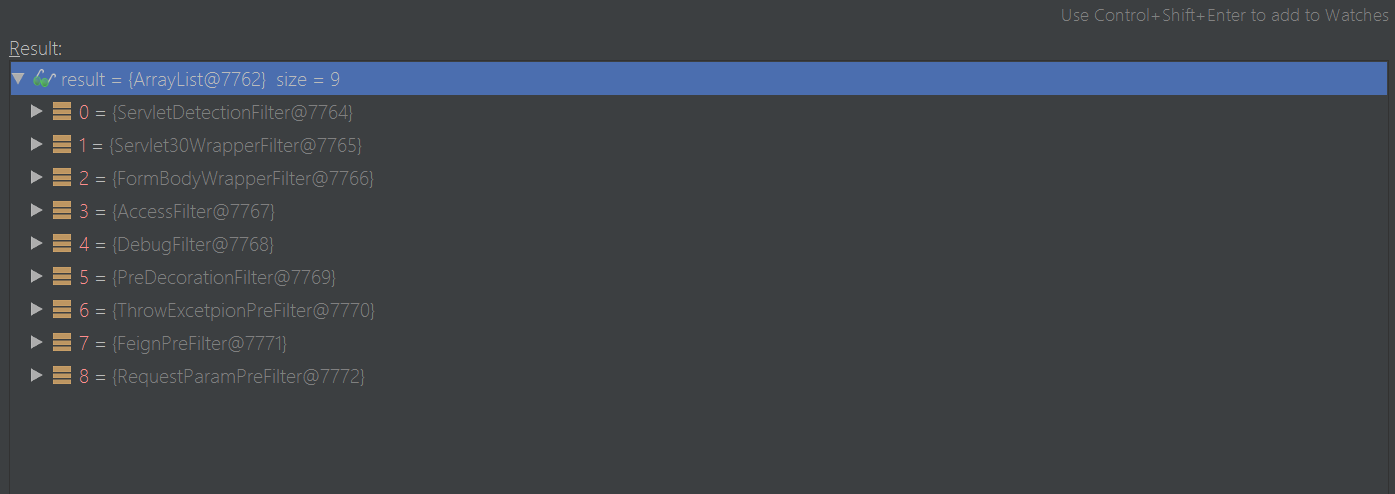 Use Control+Shift+Enter to add to Watches
Result:
result = {ArrayList@7762} size = 9
0 = {ServletDetectionFilter@7764}
1 = {Servlet30WrapperFilter@7765}
2 = {FormBodyWrapperFilter@7766}
3 = {AccessFilter@7767}
4 = {DebugFilter@7768}
5 = {PreDecorationFilter@7769}
6 = {ThrowExcetpionPreFilter@7770}
7 = {FeignPreFilter@7771}
8 = {RequestParamPreFilter@7772}